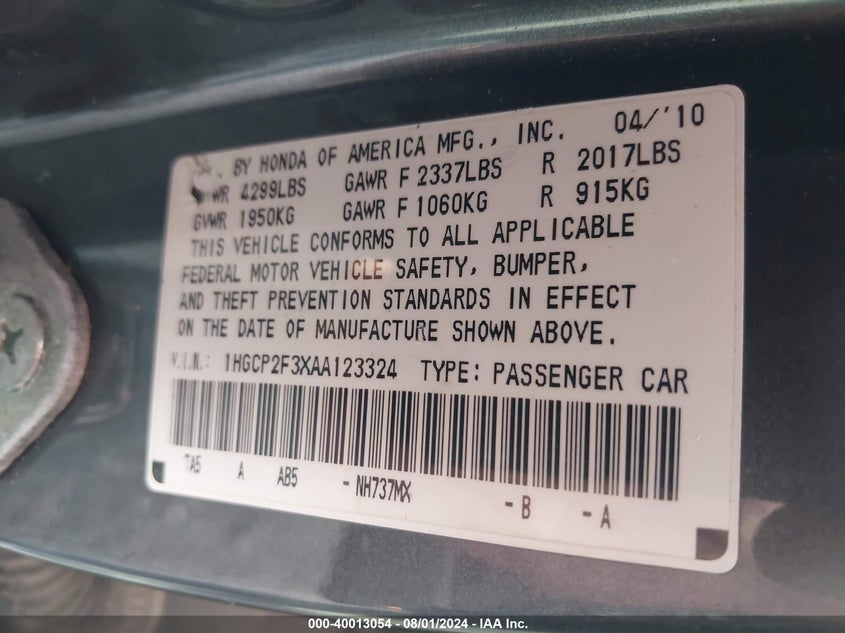 BY HONDA OF AMERICA MFG., INC. 04/'10
WR 4299LBS GAWR F 2337LBS R 2017LBS
GVWR 1950KG GAWR F 1060KG R 915KG
THIS VEHICLE CONFORMS TO ALL APPLICABLE
FEDERAL MOTOR VEHICLE SAFETY, BUMPER,
AND THEFT PREVENTION STANDARDS IN EFFECT
ON THE DATE OF MANUFACTURE SHOWN ABOVE.
V.I.N.: 1HGCP2F3XAA123324 TYPE: PASSENGER CAR
TA5 A AB5 -NH737MX -B -A
000-40013054 - 08/01/2024 - IAA Inc.